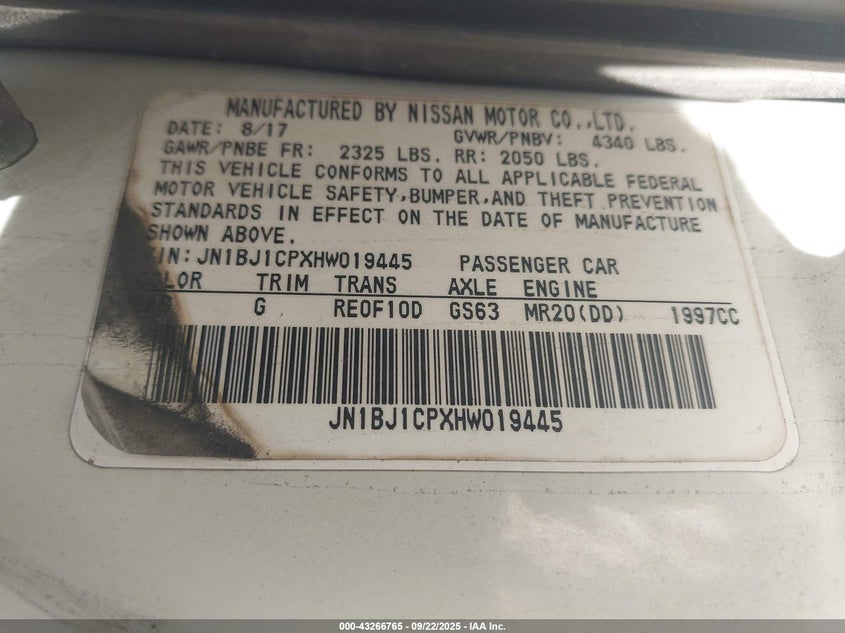 MANUFACTURED BY NISSAN MOTOR CO.,LTD.
DATE: 8/17 GVWR/PNBV: 4340 LBS.
GAWR/PNBE FR: 2325 LBS. RR: 2050 LBS.
THIS VEHICLE CONFORMS TO ALL APPLICABLE FEDERAL
MOTOR VEHICLE SAFETY,BUMPER,AND THEFT PREVENTION
STANDARDS IN EFFECT ON THE DATE OF MANUFACTURE
SHOWN ABOVE.
IN: JN1BJ1CPXHW019445 PASSENGER CAR
LOR TRIM TRANS AXLE ENGINE
G RE0F10D GS63 MR20(DD) 1997CC
JN1BJ1CPXHW019445
000-43266765 - 09/22/2025 - IAA Inc.